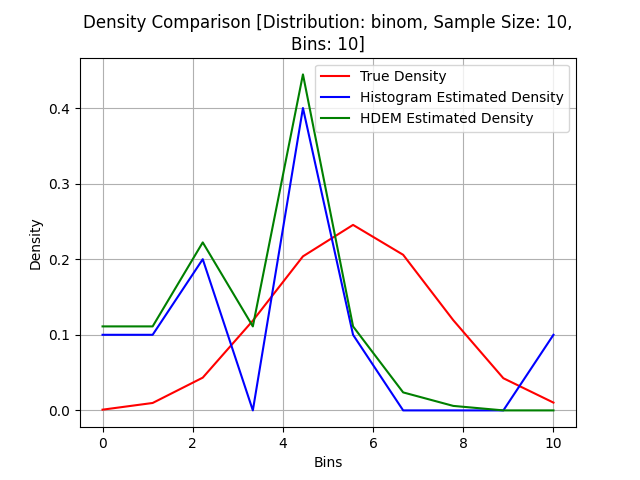 Density Comparison [Distribution: binom, Sample Size: 10,
Bins: 10]
True Density
Histogram Estimated Density
HDEM Estimated Density
Density
0.4
0.3
0.2
0.1
0.0
0 2 4 6 8 10
Bins